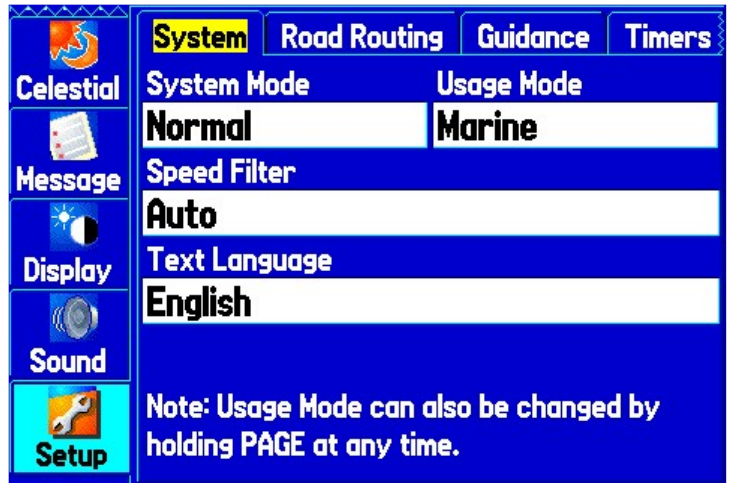 System Road Routing Guidance Timers
Celestial
Message
Display
Sound
Setup
System Mode Usage Mode
Normal Marine
Speed Filter
Auto
Text Language
English
Note: Usage Mode can also be changed by
holding PAGE at any time.